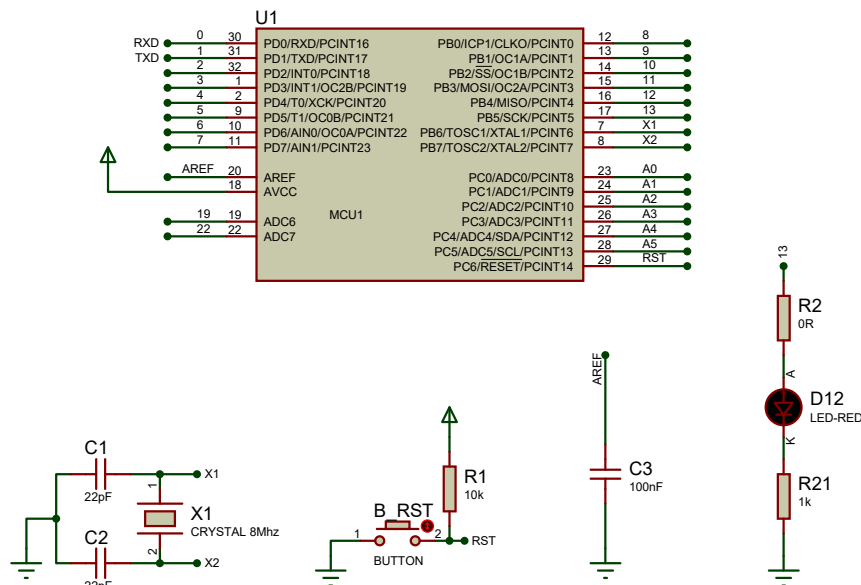 U1
RXD 0 30 PD0/RXD/PCINT16 PB0/ICP1/CLKO/PCINT0 12 8
TXD 1 31 PD1/TXD/PCINT17 PB1/OC1A/PCINT1 13 9
2 32 PD2/INT0/PCINT18 PB2/SS/OC1B/PCINT2 14 10
3 1 PD3/INT1/OC2B/PCINT19 PB3/MOSI/OC2A/PCINT3 15 11
4 2 PD4/T0/XCK/PCINT20 PB4/MISO/PCINT4 16 12
5 9 PD5/T1/OC0B/PCINT21 PB5/SCK/PCINT5 17 13
6 10 PD6/AIN0/OC0A/PCINT22 PB6/TOSC1/XTAL1/PCINT6 7 X1
7 11 PD7/AIN1/PCINT23 PB7/TOSC2/XTAL2/PCINT7 8 X2
AREF 20 AREF PC0/ADC0/PCINT8 23 A0
18 AVCC PC1/ADC1/PCINT9 24 A1
PC2/ADC2/PCINT10 25 A2
19 19 ADC6 MCU1 PC3/ADC3/PCINT11 26 A3
22 22 ADC7 PC4/ADC4/SDA/PCINT12 27 A4
PC5/ADC5/SCL/PCINT13 28 A5
PC6/RESET/PCINT14 29 RST
13
R2
0R
A
D12
LED-RED
K
R21
1k
AREF
C3
100nF
R1
10k
B_RST
1 2 RST
BUTTON
C1
22pF
X1
1
X1
CRYSTAL 8Mhz
2
C2
X2
22pF